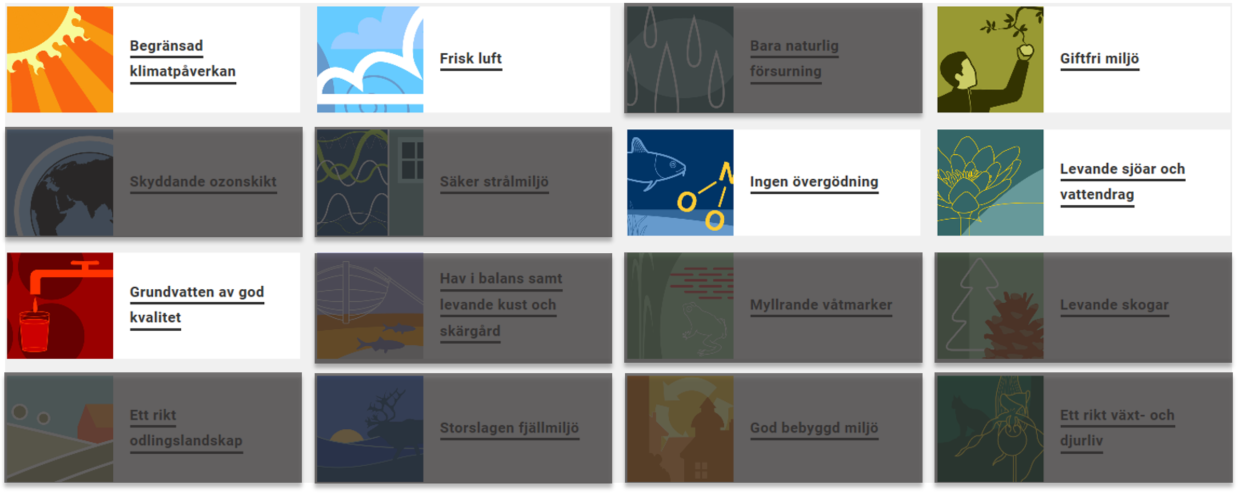 Begränsad
klimatpåverkan
Frisk luft
Bara naturlig
försurning
Giftfri miljö
Skyddande ozonskikt
Säker strålmiljö
Ingen övergödning
N
O
O
Levande sjöar och
vattendrag
Grundvatten av god
kvalitet
Hav i balans samt
levande kust och
skärgård
Myllrande våtmarker
Levande skogar
Ett rikt
odlingslandskap
Storslagen fjällmiljö
God bebyggd miljö
Ett rikt växt- och
djurliv